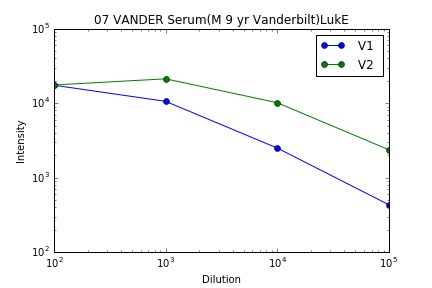 07 VANDER Serum(M 9 yr Vanderbilt)LukE
V1
V2
10^5
10^4
10^3
10^2
Intensity
10^2 10^3 10^4 10^5
Dilution